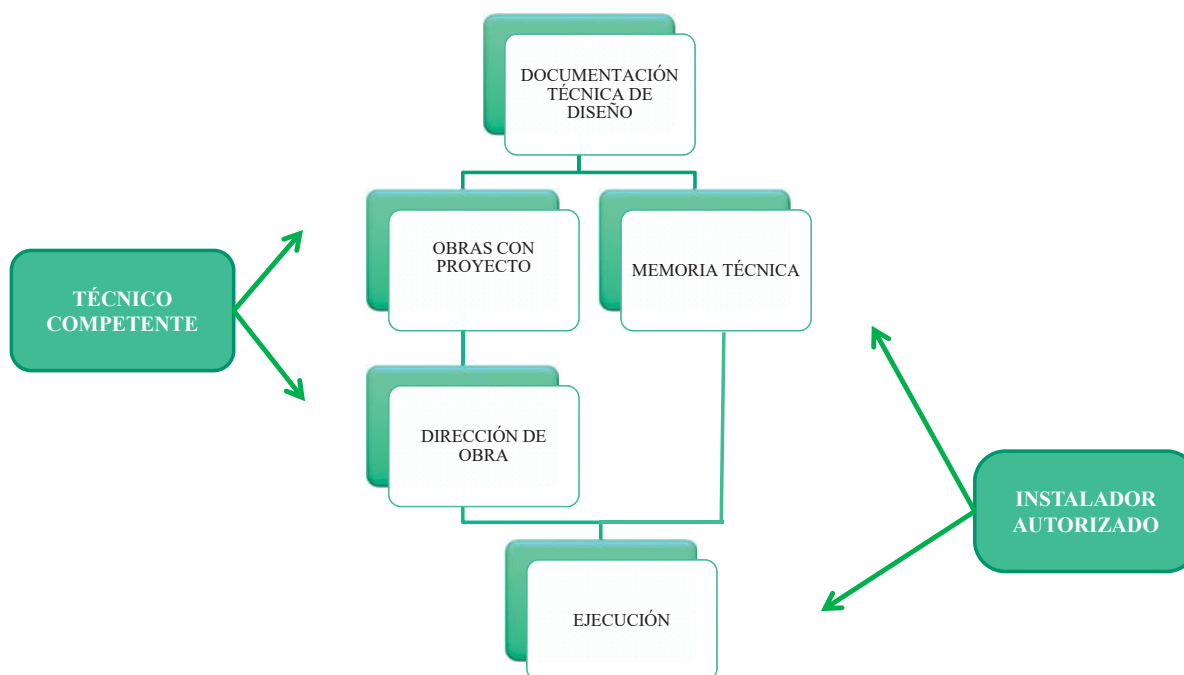 DOCUMENTACIÓN
TÉCNICA DE
DISEÑO
OBRAS CON
PROYECTO
MEMORIA TÉCNICA
TÉCNICO
COMPETENTE
DIRECCIÓN DE
OBRA
INSTALADOR
AUTORIZADO
EJECUCIÓN